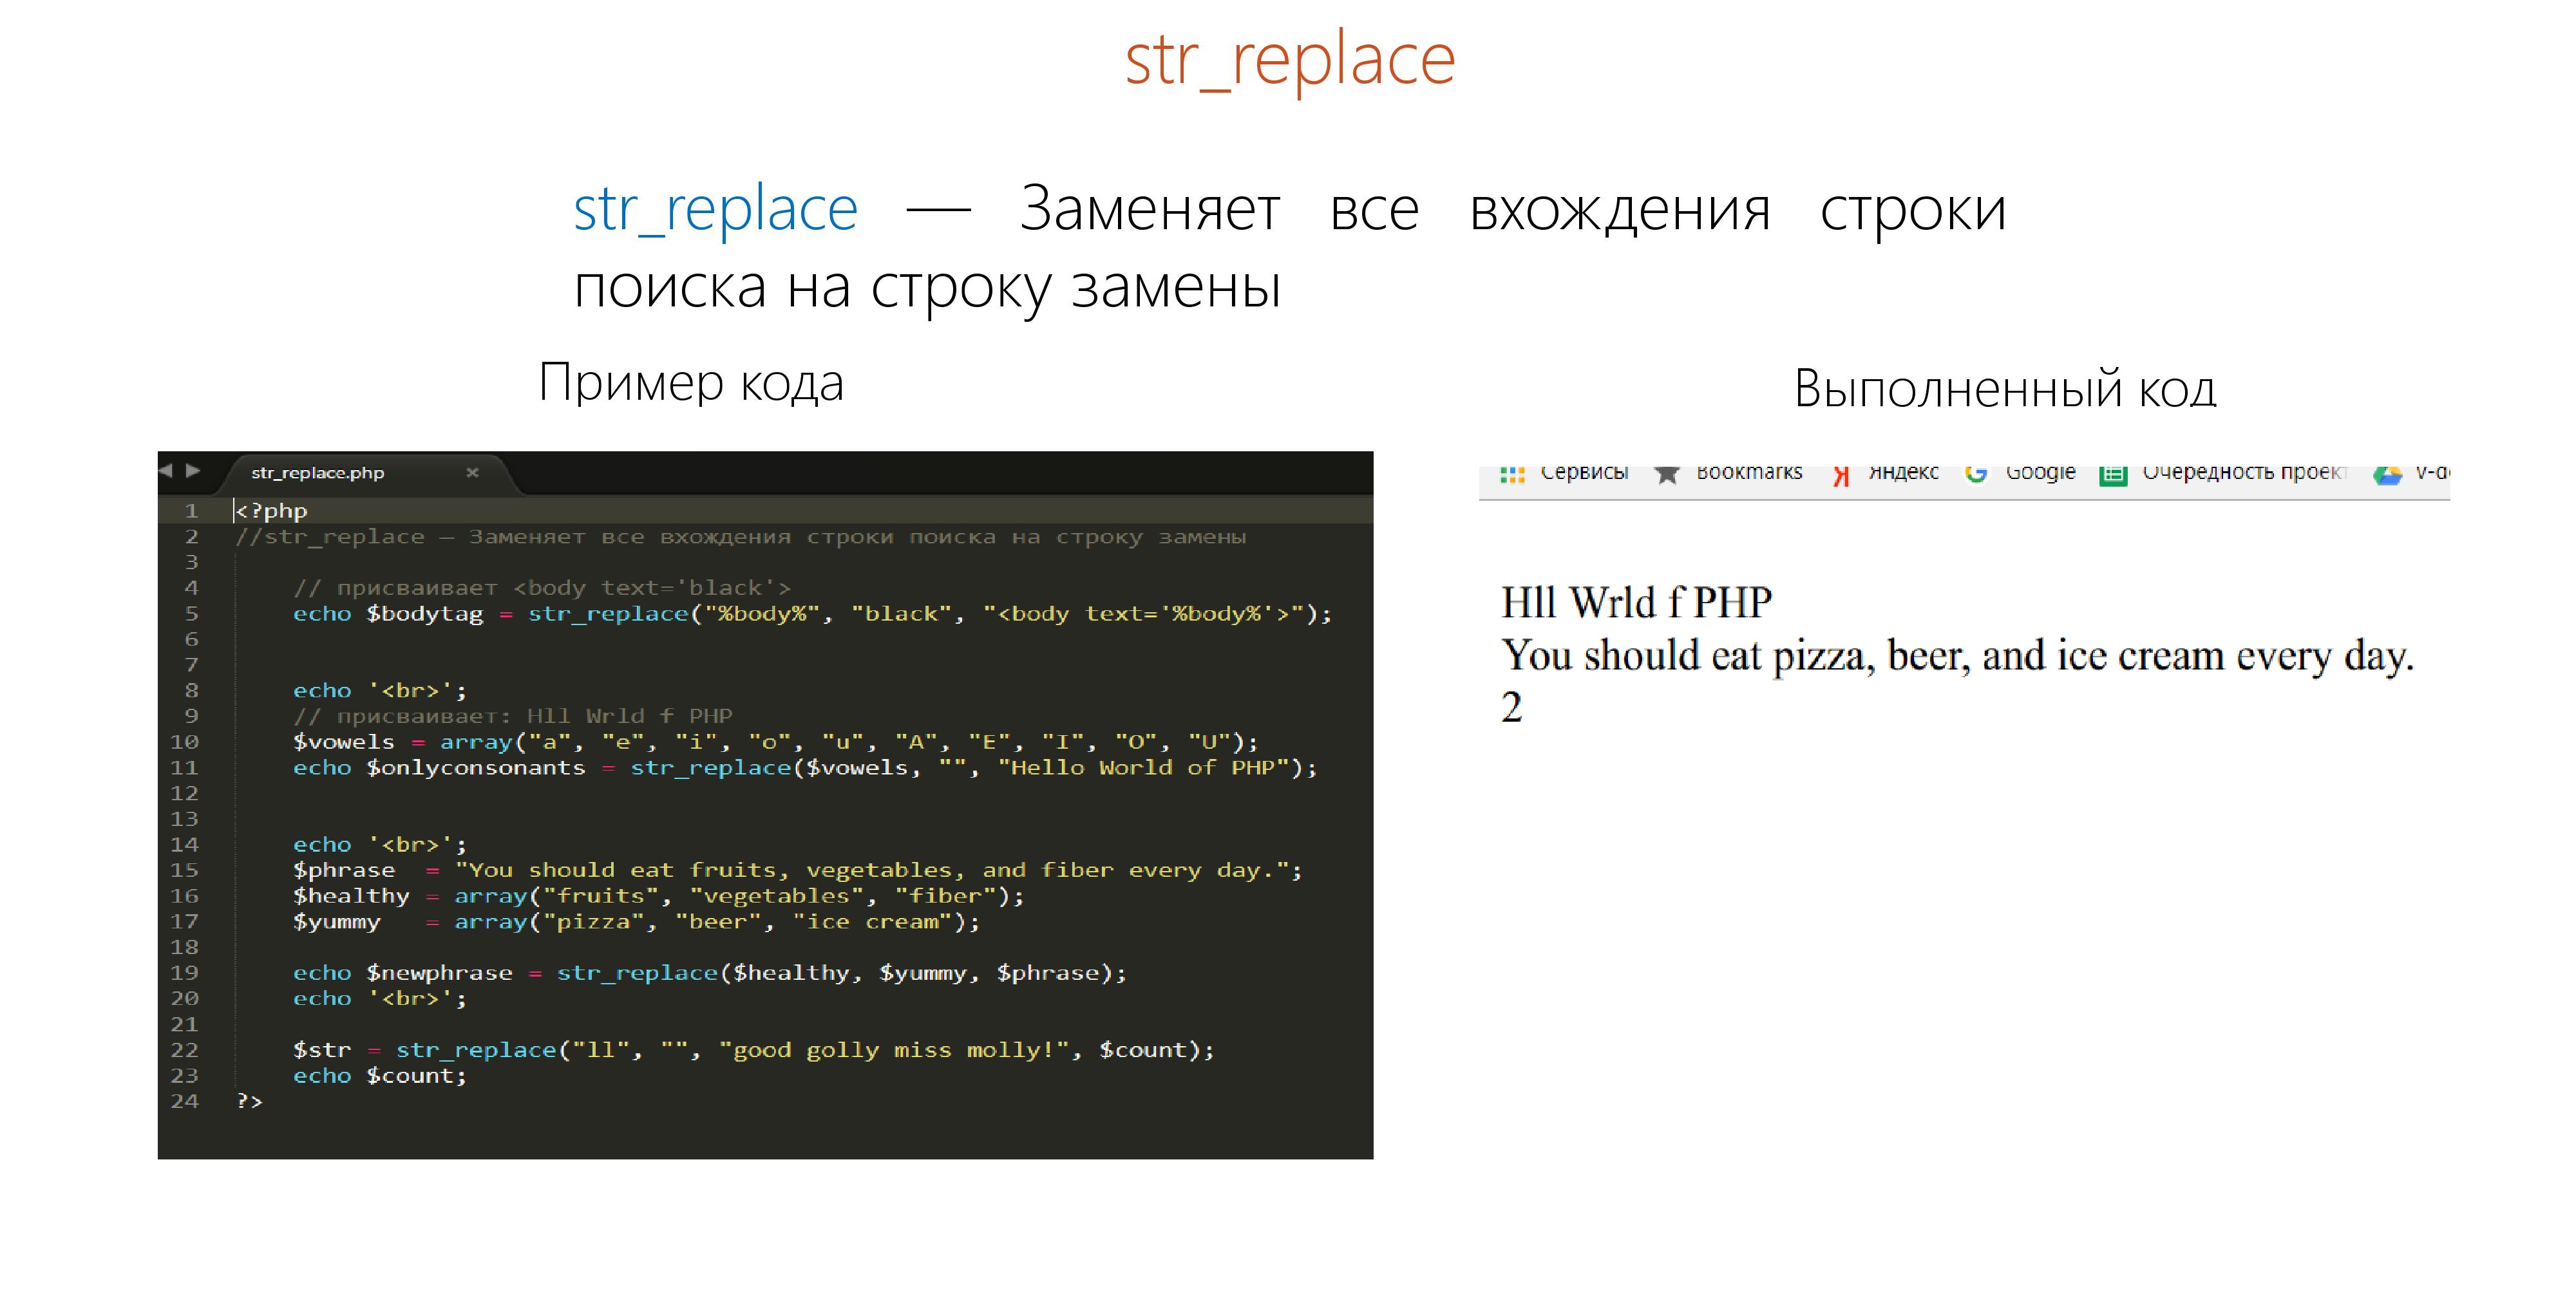 str_replace
str_replace — Заменяет все вхождения строки
поиска на строку замены
Пример кода
str_replace.php ×
1 <?php
2 //str_replace — Заменяет все вхождения строки поиска на строку замены
3
4 // присваивает <body text='black'>
5 echo $bodytag = str_replace("%body%", "black", "<body text='%body%'>");
6
7
8 echo '<br>';
9 // присваивает: Hll Wrld f PHP
10 $vowels = array("a", "e", "i", "o", "u", "A", "E", "I", "O", "U");
11 echo $onlyconsonants = str_replace($vowels, "", "Hello World of PHP");
12
13
14 echo '<br>';
15 $phrase  = "You should eat fruits, vegetables, and fiber every day.";
16 $healthy = array("fruits", "vegetables", "fiber");
17 $yummy   = array("pizza", "beer", "ice cream");
18
19 echo $newphrase = str_replace($healthy, $yummy, $phrase);
20 echo '<br>';
21
22 $str = str_replace("ll", "", "good golly miss molly!", $count);
23 echo $count;
24 ?>
Выполненный код
Сервисы Bookmarks Яндекс Google Очередность проект
Hll Wrld f PHP
You should eat pizza, beer, and ice cream every day.
2